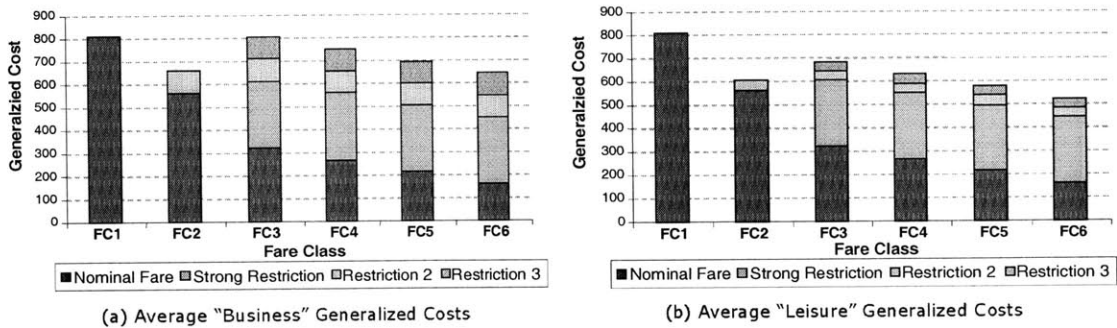 900
800
700
600
500
400
300
200
100
0
Generalzied Cost
FC1 FC2 FC3 FC4 FC5 FC6
Fare Class
Nominal Fare Strong Restriction Restriction 2 Restriction 3
(a) Average "Business" Generalized Costs
900
800
700
600
500
400
300
200
100
0
Generalized Cost
FC1 FC2 FC3 FC4 FC5 FC6
Fare Class
Nominal Fare Strong Restriction Restriction 2 Restriction 3
(b) Average "Leisure" Generalized Costs